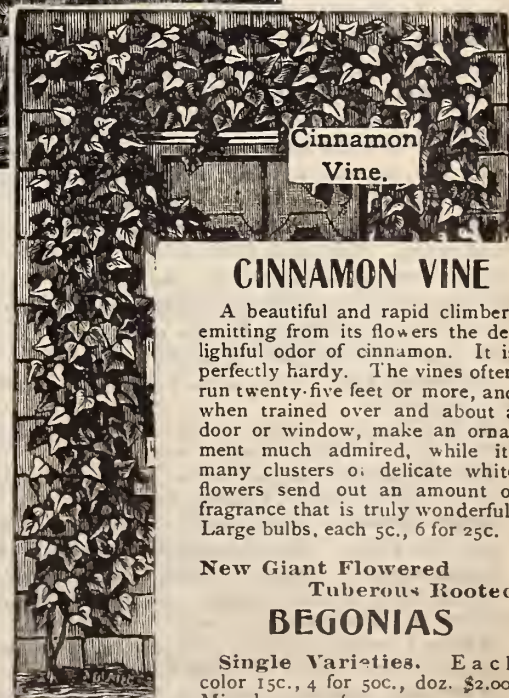 Cinnamon
Vine.
CINNAMON VINE
A beautiful and rapid climber
emitting from its flowers the de
lightful odor of cinnamon. It i
perfectly hardy. The vines ofter
run twenty-five feet or more, and
when trained over and about a
door or window, make an orna
ment much admired, while it
many clusters of delicate white
flowers send out an amount o
fragrance that is truly wonderful
Large bulbs, each 5c., 6 for 25c.
New Giant Flowered
Tuberous Rooted
BEGONIAS
Single Varieties. Each
color 15c., 4 for 50c., doz. $2.00